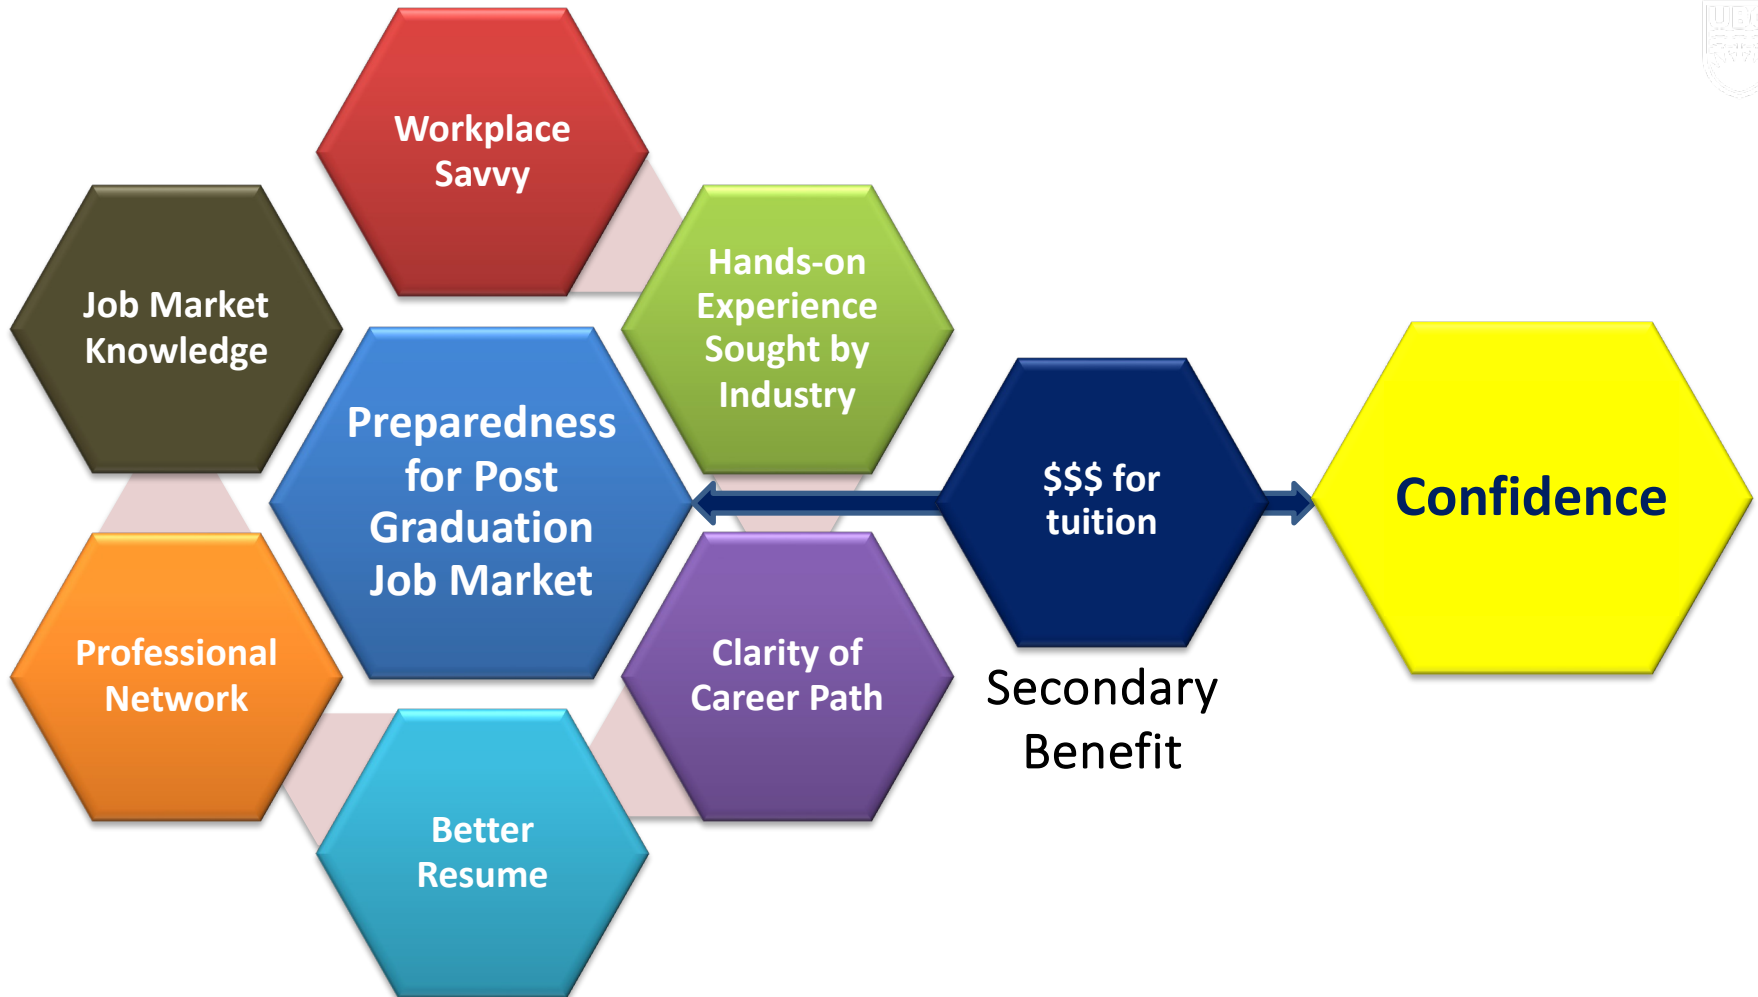 Workplace
Savvy
Job Market
Knowledge
Hands-on
Experience
Sought by
Industry
Preparedness
for Post
Graduation
Job Market
$$$ for
tuition
Confidence
Professional
Network
Clarity of
Career Path
Secondary
Benefit
Better
Resume